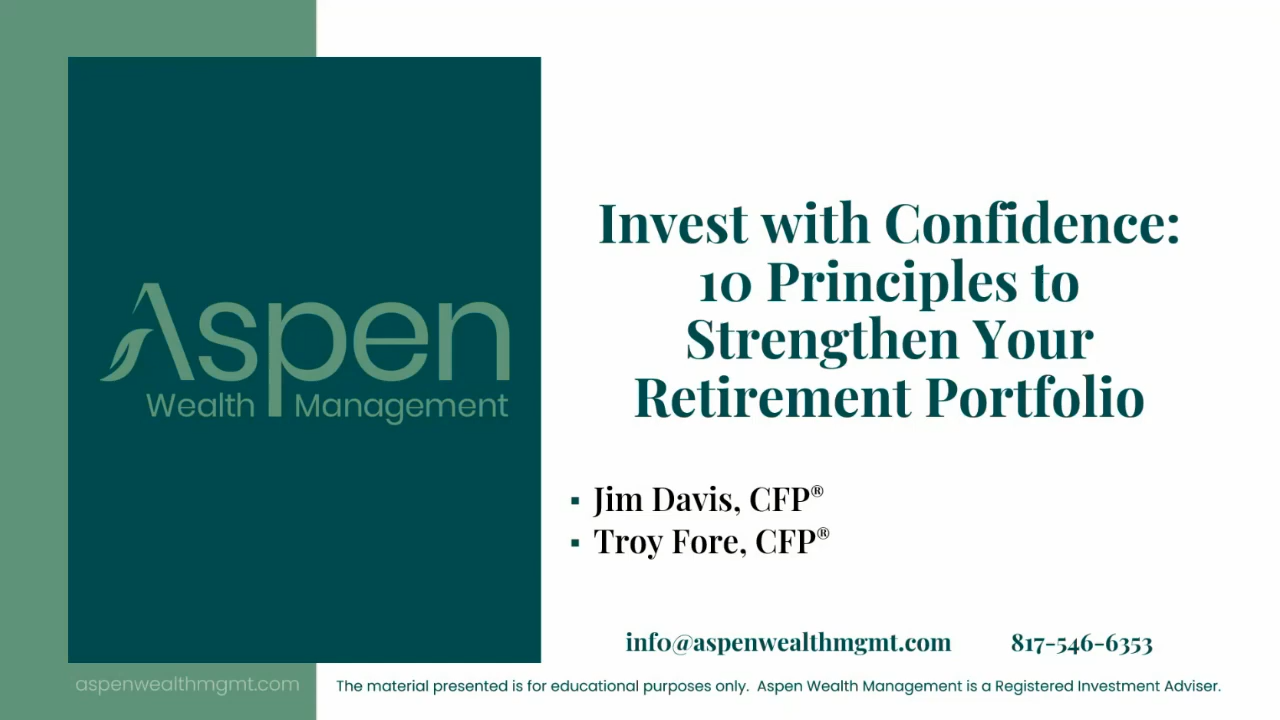 Aspen
Wealth Management
Invest with Confidence:
10 Principles to
Strengthen Your
Retirement Portfolio
▪ Jim Davis, CFP®
▪ Troy Fore, CFP®
info@aspenwealthmgmt.com 817-546-6353
aspenwealthmgmt.com
The material presented is for educational purposes only. Aspen Wealth Management is a Registered Investment Adviser.